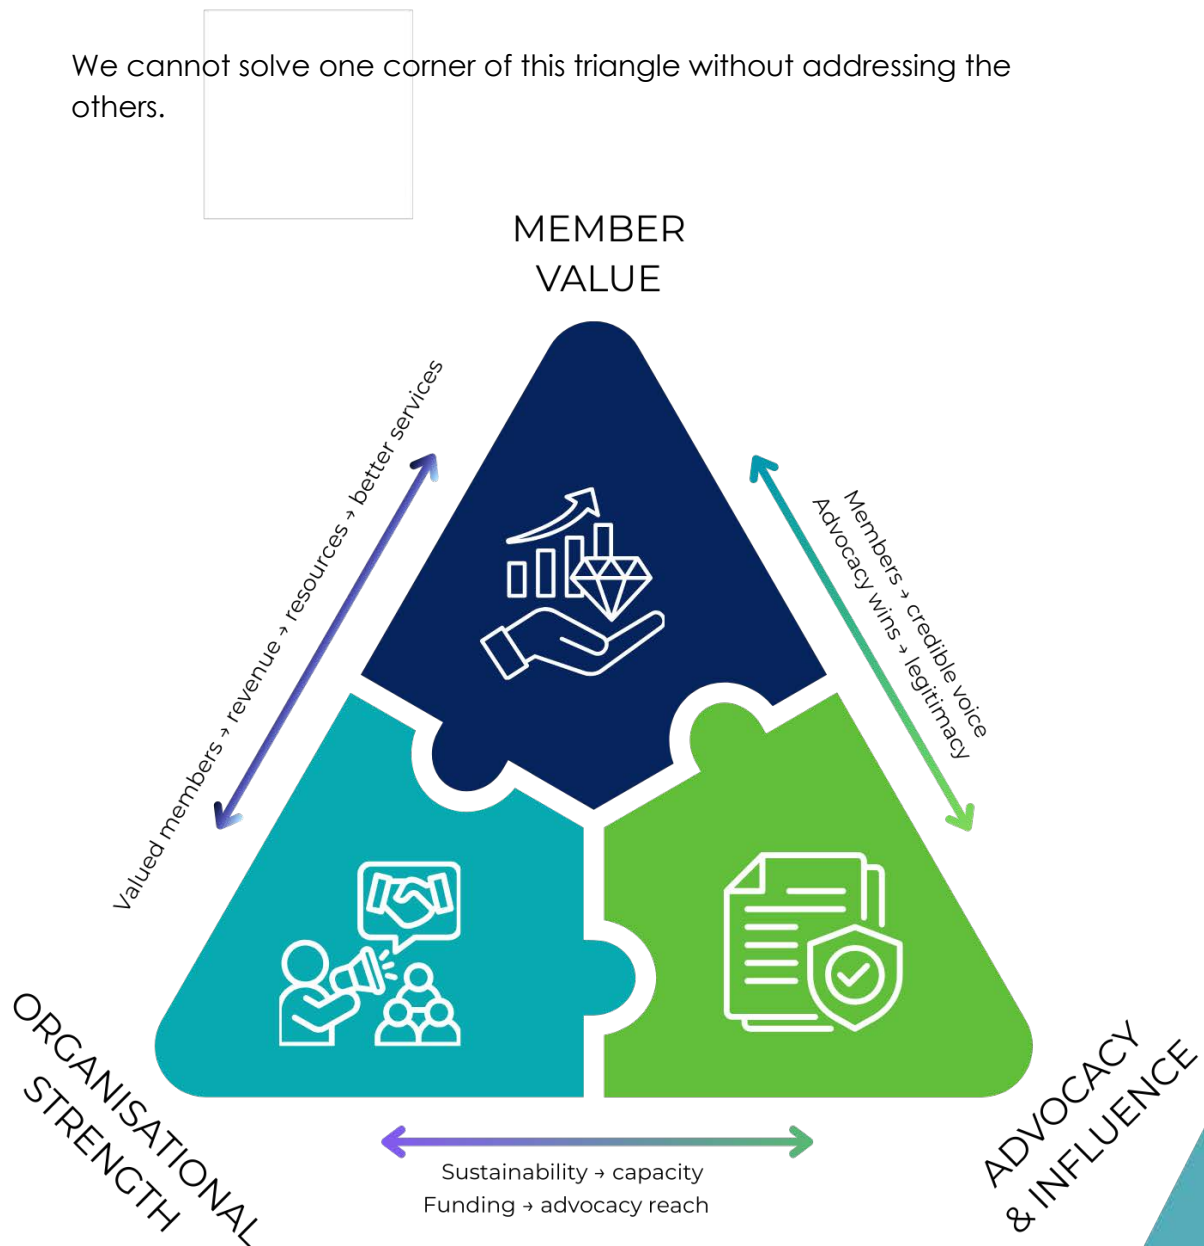 We cannot solve one corner of this triangle without addressing the
others.
MEMBER
VALUE
Valued members → revenue → resources → better services
Members → credible voice
Advocacy wins → legitimacy
ORGANISATIONAL
STRENGTH
ADVOCACY
& INFLUENCE
Sustainability → capacity
Funding → advocacy reach